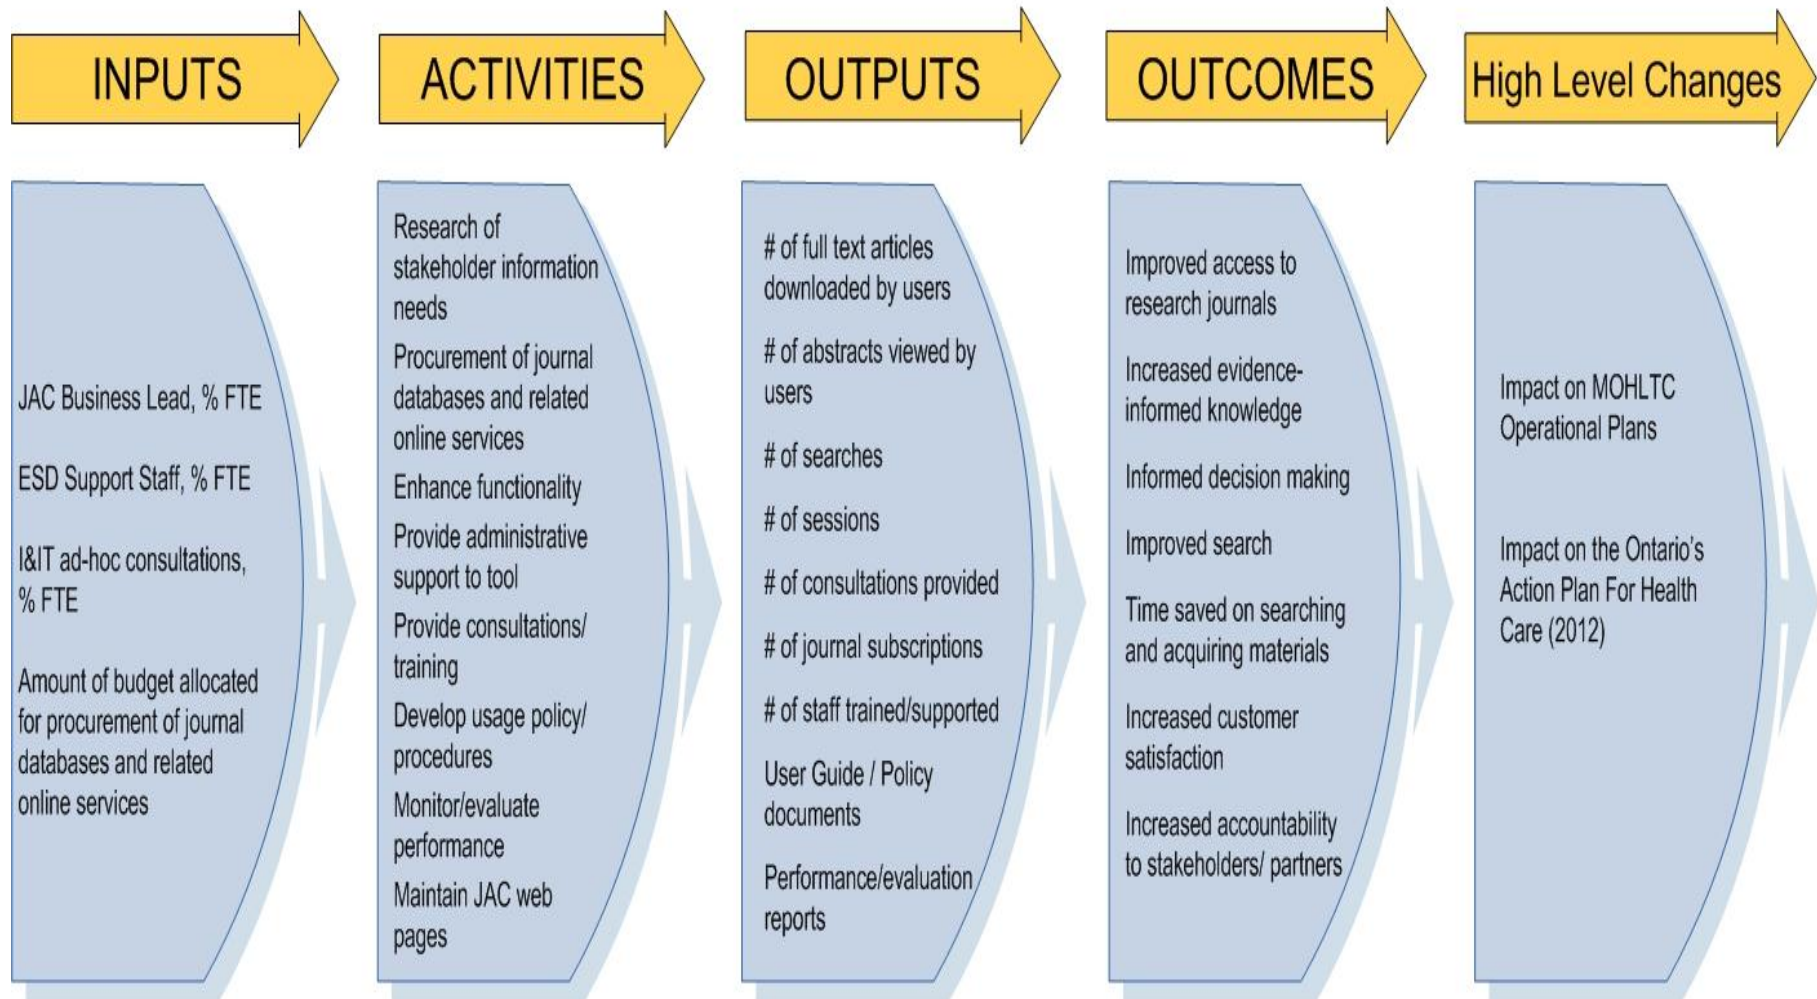 INPUTS
ACTIVITIES
OUTPUTS
OUTCOMES
High Level Changes
JAC Business Lead, % FTE
ESD Support Staff, % FTE
I&IT ad-hoc consultations,
% FTE
Amount of budget allocated
for procurement of journal
databases and related
online services
Research of
stakeholder information
needs
Procurement of journal
databases and related
online services
Enhance functionality
Provide administrative
support to tool
Provide consultations/
training
Develop usage policy/
procedures
Monitor/evaluate
performance
Maintain JAC web
pages
# of full text articles
downloaded by users
# of abstracts viewed by
users
# of searches
# of sessions
# of consultations provided
# of journal subscriptions
# of staff trained/supported
User Guide / Policy
documents
Performance/evaluation
reports
Improved access to
research journals
Increased evidence-
informed knowledge
Informed decision making
Improved search
Time saved on searching
and acquiring materials
Increased customer
satisfaction
Increased accountability
to stakeholders/ partners
Impact on MOHLTC
Operational Plans
Impact on the Ontario's
Action Plan For Health
Care (2012)